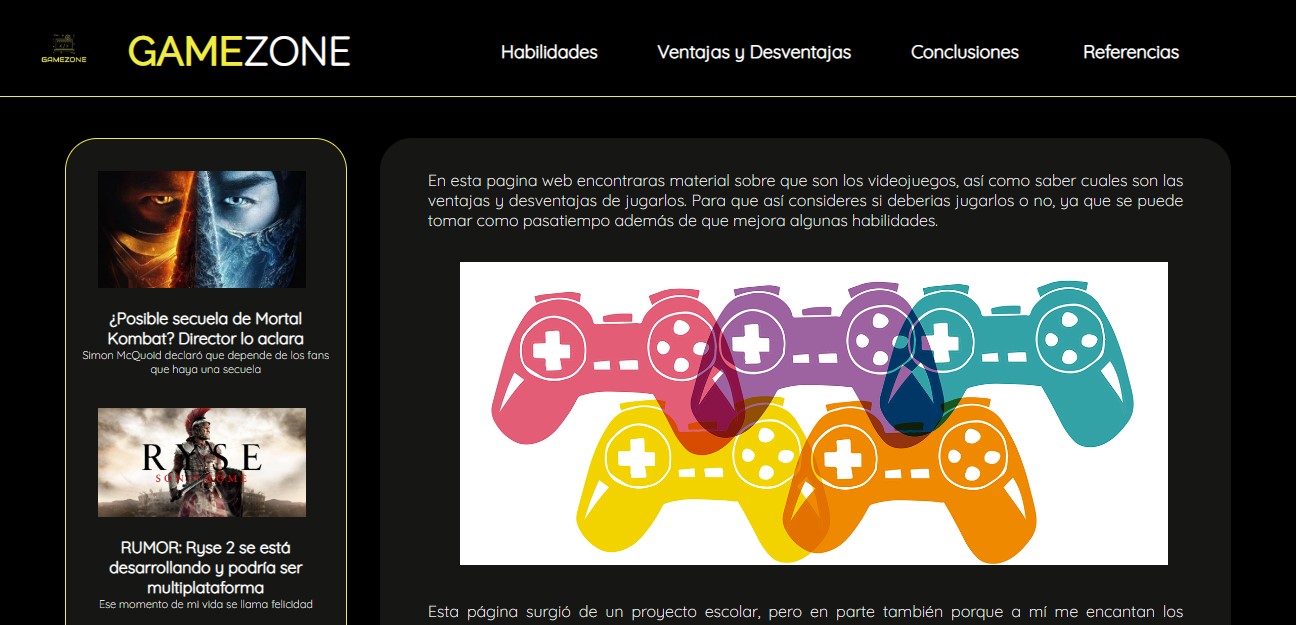 GAMEZONE
GAMEZONE
Habilidades
Ventajas y Desventajas
Conclusiones
Referencias
¿Posible secuela de Mortal
Kombat? Director lo aclara
Simon McQuoid declaró que depende de los fans
que haya una secuela
RYSE
SON OF ROME
RUMOR: Ryse 2 se está
desarrollando y podría ser
multiplataforma
Ese momento de mi vida se llama felicidad
En esta pagina web encontraras material sobre que son los videojuegos, así como saber cuales son las
ventajas y desventajas de jugarlos. Para que así consideres si deberias jugarlos o no, ya que se puede
tomar como pasatiempo además de que mejora algunas habilidades.
Esta página surgió de un proyecto escolar, pero en parte también porque a mí me encantan los